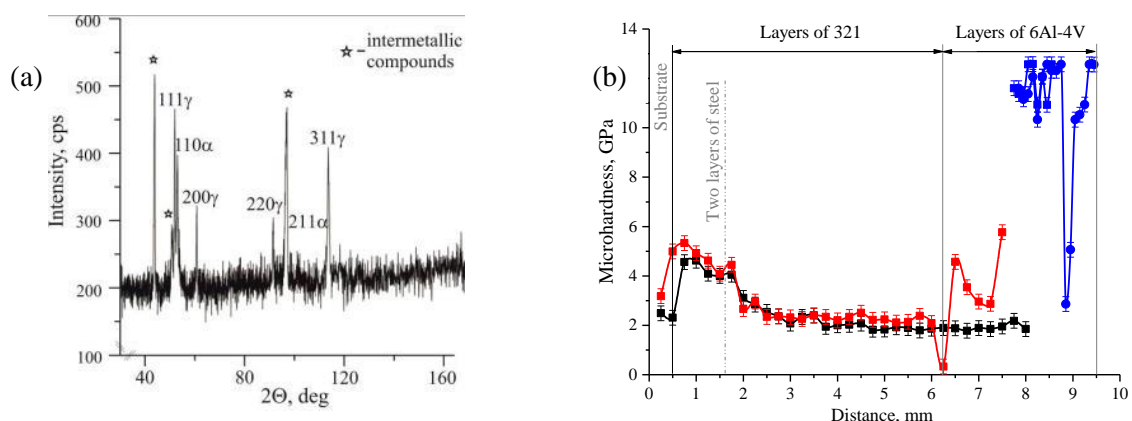 (a)
600
500
400
300
200
100
Intensity, cps
40
80
120
160
2Θ, deg
☆ – intermetallic
compounds
111γ
110α
200γ
220γ
211α
311γ
(b)
Layers of 321
Layers of 6Al-4V
Substrate
Two layers of steel
14
12
10
8
6
4
2
0
Microhardness, GPa
0
1
2
3
4
5
6
7
8
9
10
Distance, mm